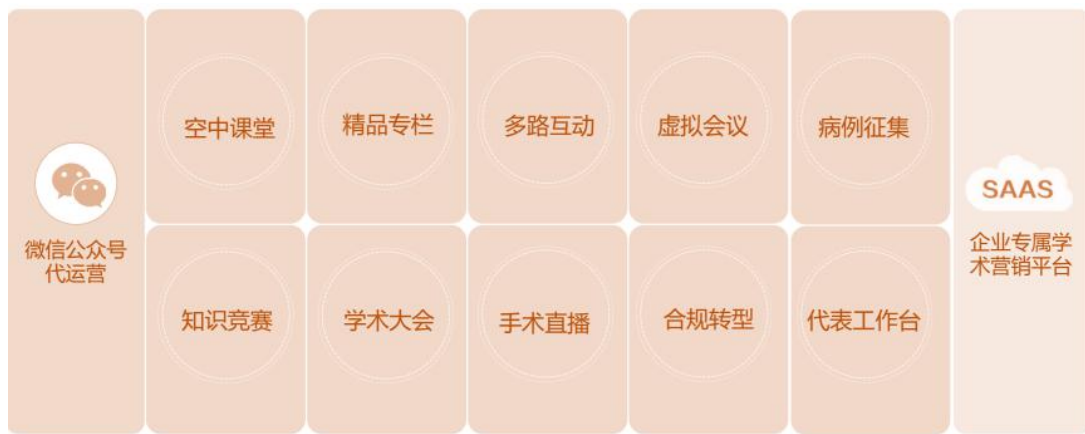 空中课堂
精品专栏
多路互动
虚拟会议
病例征集
微信公众号
代运营
SAAS
企业专属学
术营销平台
知识竞赛
学术大会
手术直播
合规转型
代表工作台